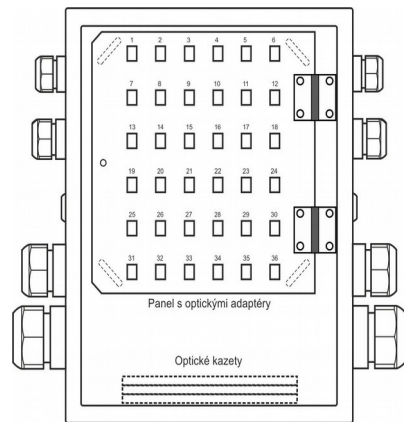 1 2 3 4 5 6
7 8 9 10 11 12
13 14 15 16 17 18
19 20 21 22 23 24
25 26 27 28 29 30
31 32 33 34 35 36
Panel s optickými adaptéry
Optické kazety